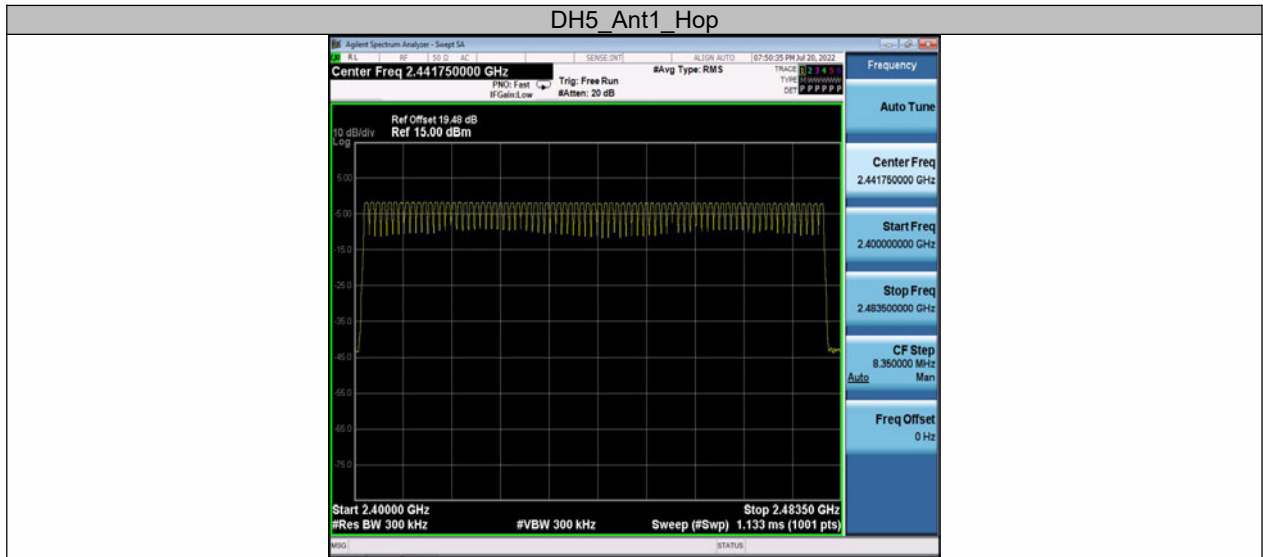 DH5_Ant1_Hop
Agilent Spectrum Analyzer - Swept SA
RL RF 50 Ω AC SENSE:INT ALIGN AUTO 07:50:35 PM Jul 20, 2022
Center Freq 2.441750000 GHz
PNO: Fast
IFGain:Low
Trig: Free Run
#Atten: 20 dB
#Avg Type: RMS
TRACE 1 2 3 4 5 6
TYPE
DET P P P P P P
Ref Offset 19.48 dB
10 dB/div Ref 15.00 dBm
Log
5.00
-5.00
-15.0
-25.0
-35.0
-45.0
-55.0
-65.0
-75.0
Start 2.40000 GHz Stop 2.48350 GHz
#Res BW 300 kHz #VBW 300 kHz Sweep (#Swp) 1.133 ms (1001 pts)
MSG STATUS
Frequency
Auto Tune
Center Freq
2.441750000 GHz
Start Freq
2.400000000 GHz
Stop Freq
2.483500000 GHz
CF Step
8.350000 MHz
Auto Man
Freq Offset
0 Hz